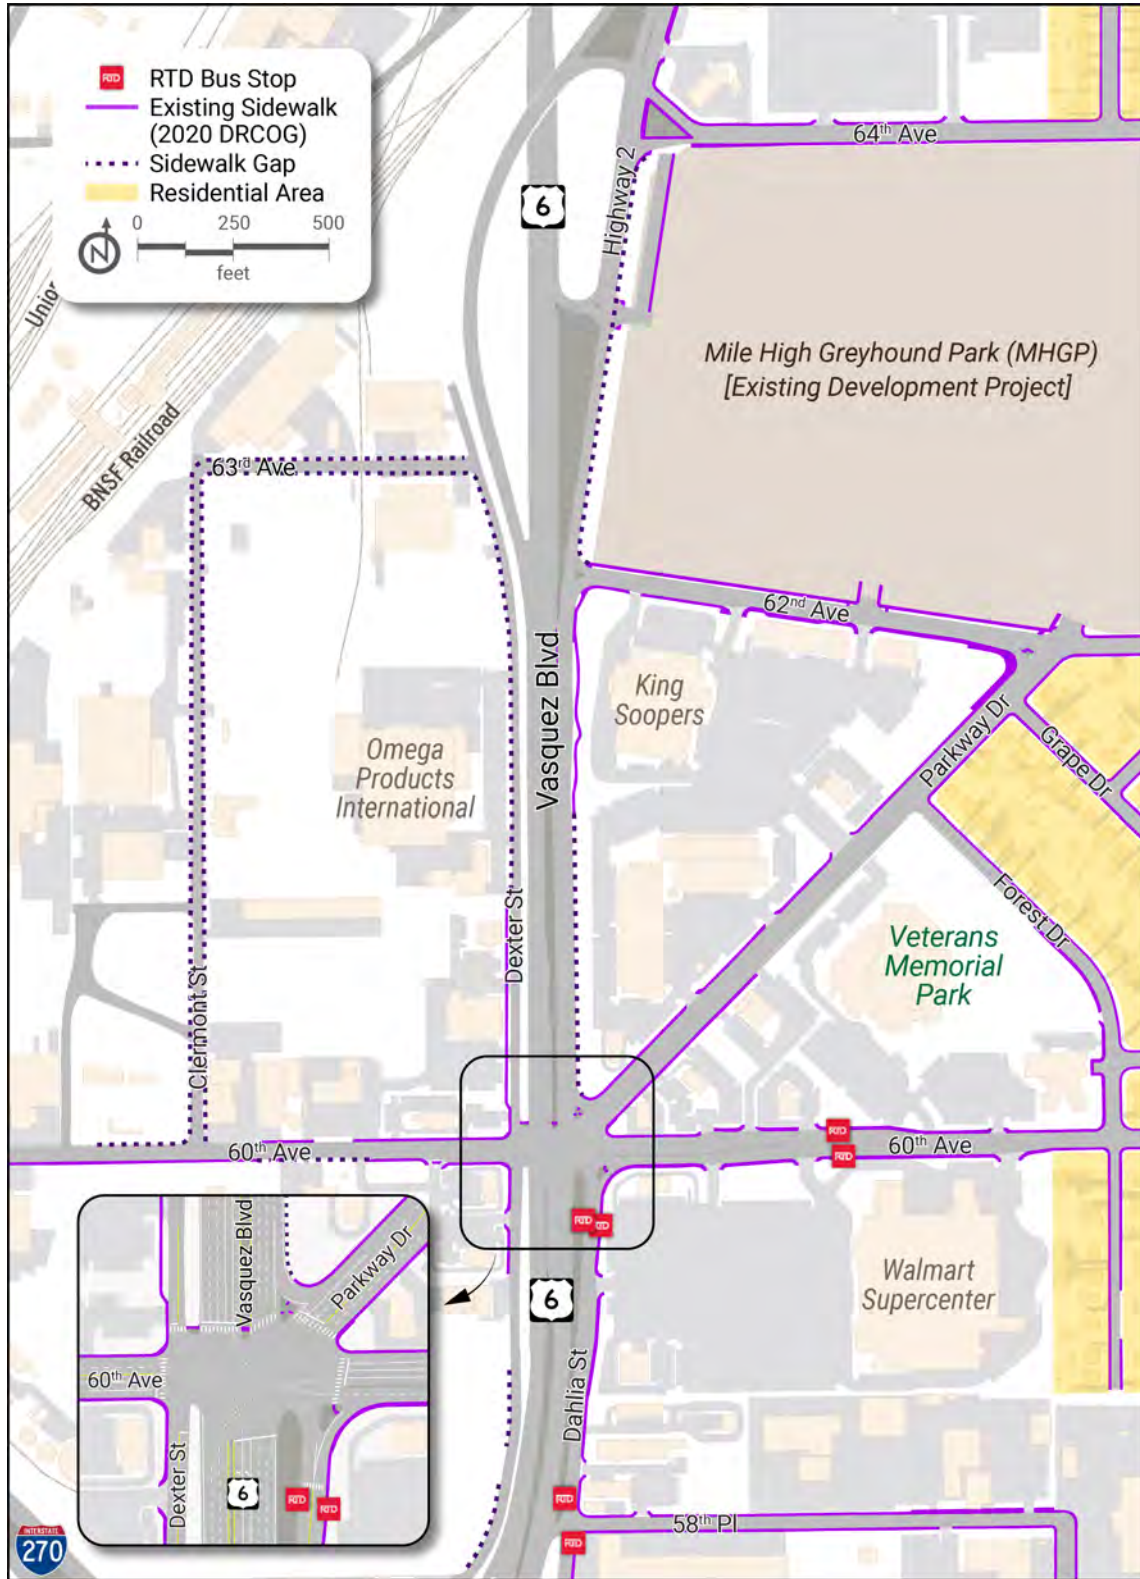 RTD RTD Bus Stop
Existing Sidewalk
(2020 DRCOG)
Sidewalk Gap
Residential Area
0 250 500
N
feet
6
Highway 2
64th Ave
BNSF Railroad
Mile High Greyhound Park (MHGP)
[Existing Development Project]
63rd Ave
62nd Ave
Vasquez Blvd
King
Soopers
Parkway Dr
Grape Dr
Omega
Products
International
Forest Dr
Dexter St
Veterans
Memorial
Park
Clermont St
60th Ave
RTD
RTD
60th Ave
RTD
RTD
Walmart
Supercenter
6
Dahlia St
RTD
58th Pl
RTD
Vasquez Blvd
Parkway Dr
60th Ave
Dexter St
6
RTD
RTD
INTERSTATE
270